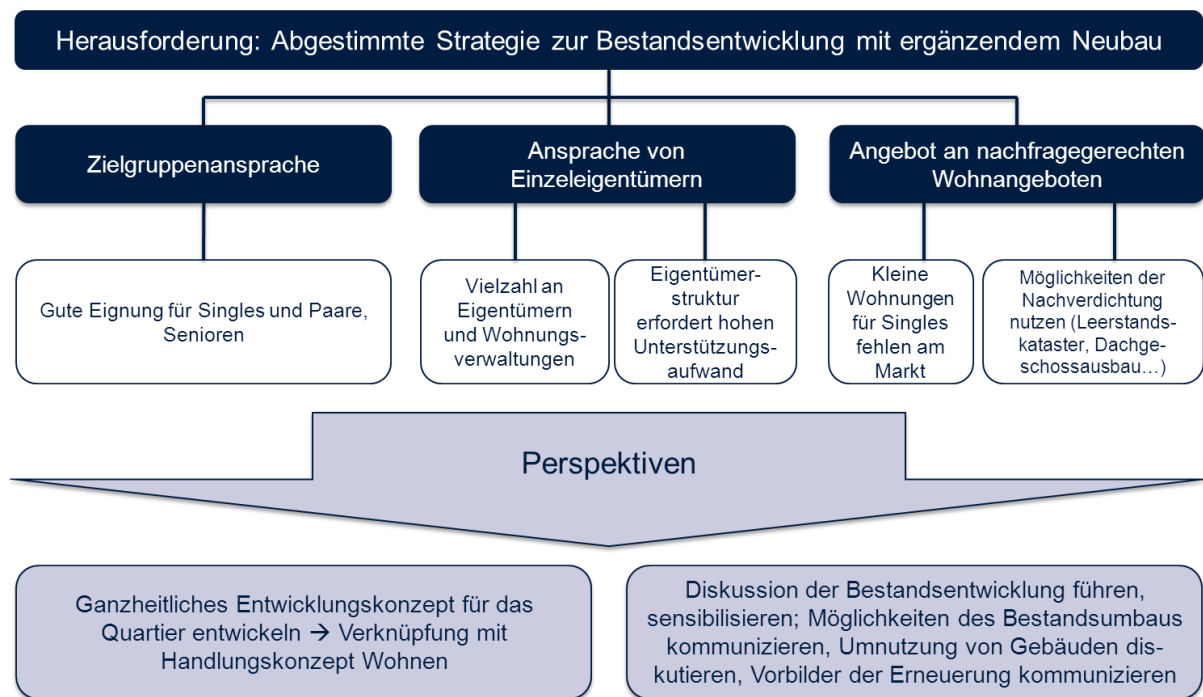 Herausforderung: Abgestimmte Strategie zur Bestandsentwicklung mit ergänzendem Neubau
Zielgruppenansprache
Ansprache von
Einzeleigentümern
Angebot an nachfragegerechten
Wohnangeboten
Gute Eignung für Singles und Paare,
Senioren
Vielzahl an
Eigentümern
und Wohnungs-
verwaltungen
Eigentümer-
struktur
erfordert hohen
Unterstützungs-
aufwand
Kleine
Wohnungen
für Singles
fehlen am
Markt
Möglichkeiten der
Nachverdichtung
nutzen (Leerstands-
kataster, Dachge-
schossausbau…)
Perspektiven
Ganzheitliches Entwicklungskonzept für das
Quartier entwickeln → Verknüpfung mit
Handlungskonzept Wohnen
Diskussion der Bestandsentwicklung führen,
sensibilisieren; Möglichkeiten des Bestandsumbaus
kommunizieren, Umnutzung von Gebäuden dis-
kutieren, Vorbilder der Erneuerung kommunizieren